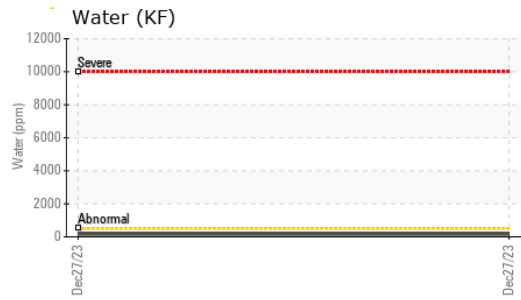 Water (KF)
12000
10000
8000
6000
4000
2000
0
Water (ppm)
Severe
Abnormal
Dec27/23
Dec27/23